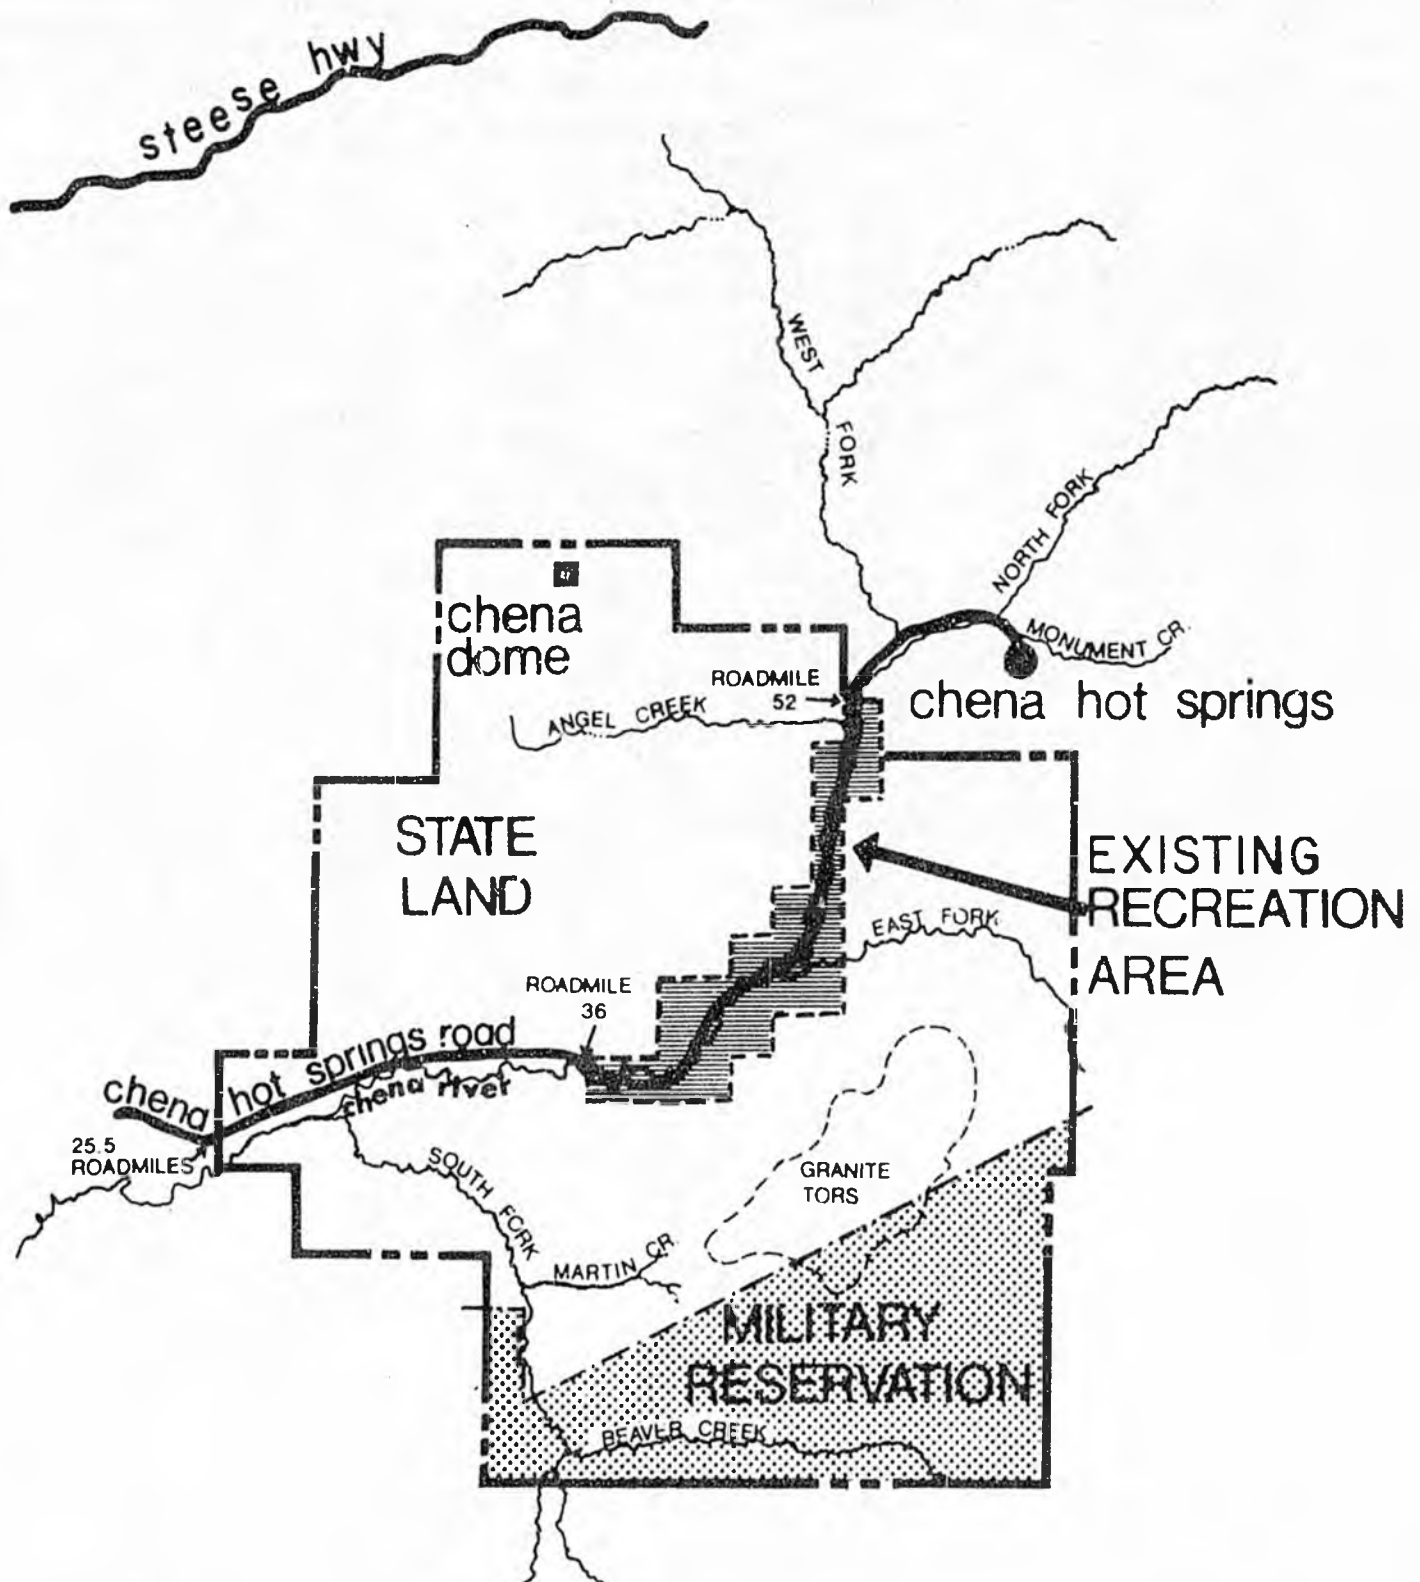 steese hwy
WEST
FORK
NORTH FORK
MONUMENT CR.
chena
dome
ROADMILE
52
chena hot springs
ANGEL CREEK
STATE
LAND
EXISTING
RECREATION
AREA
EAST FORK
ROADMILE
36
chena hot springs road
chena river
25.5
ROADMILES
SOUTH FORK
GRANITE
TORS
MARTIN CR.
MILITARY
RESERVATION
BEAVER CREEK